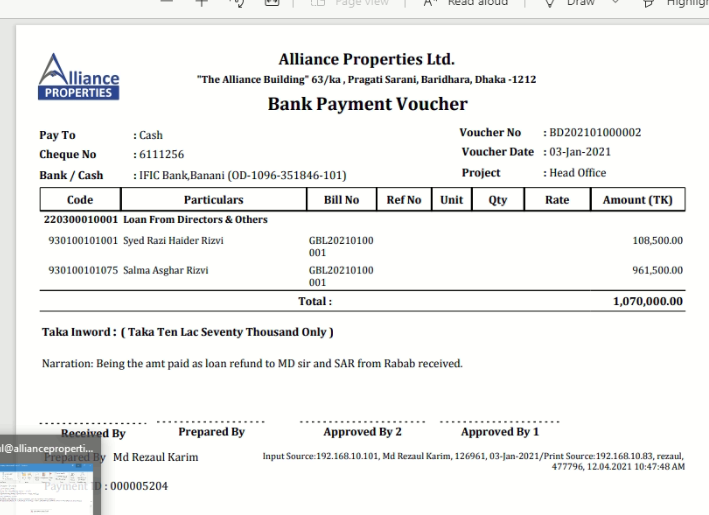 Page view
Read aloud
Draw
Alliance
PROPERTIES
Alliance Properties Ltd.
"The Alliance Building" 63/ka , Pragati Sarani, Baridhara, Dhaka -1212
Bank Payment Voucher
Pay To : Cash
Voucher No : BD202101000002
Cheque No : 6111256
Voucher Date : 03-Jan-2021
Bank / Cash : IFIC Bank,Banani (OD-1096-351846-101)
Project : Head Office
Code Particulars Bill No Ref No Unit Qty Rate Amount (TK)
220300010001 Loan From Directors & Others
930100101001 Syed Razi Haider Rizvi GBL20210100 108,500.00
001
930100101075 Salma Asghar Rizvi GBL20210100 961,500.00
001
Total : 1,070,000.00
Taka Inword : ( Taka Ten Lac Seventy Thousand Only )
Narration: Being the amt paid as loan refund to MD sir and SAR from Rabab received.
Received By Prepared By Approved By 2 Approved By 1
l@allianceproperti...
Prepared By Md Rezaul Karim
Input Source:192.168.10.101, Md Rezaul Karim, 126961, 03-Jan-2021/Print Source:192.168.10.83, rezaul,
477796, 12.04.2021 10:47:48 AM
Payment ID : 000005204